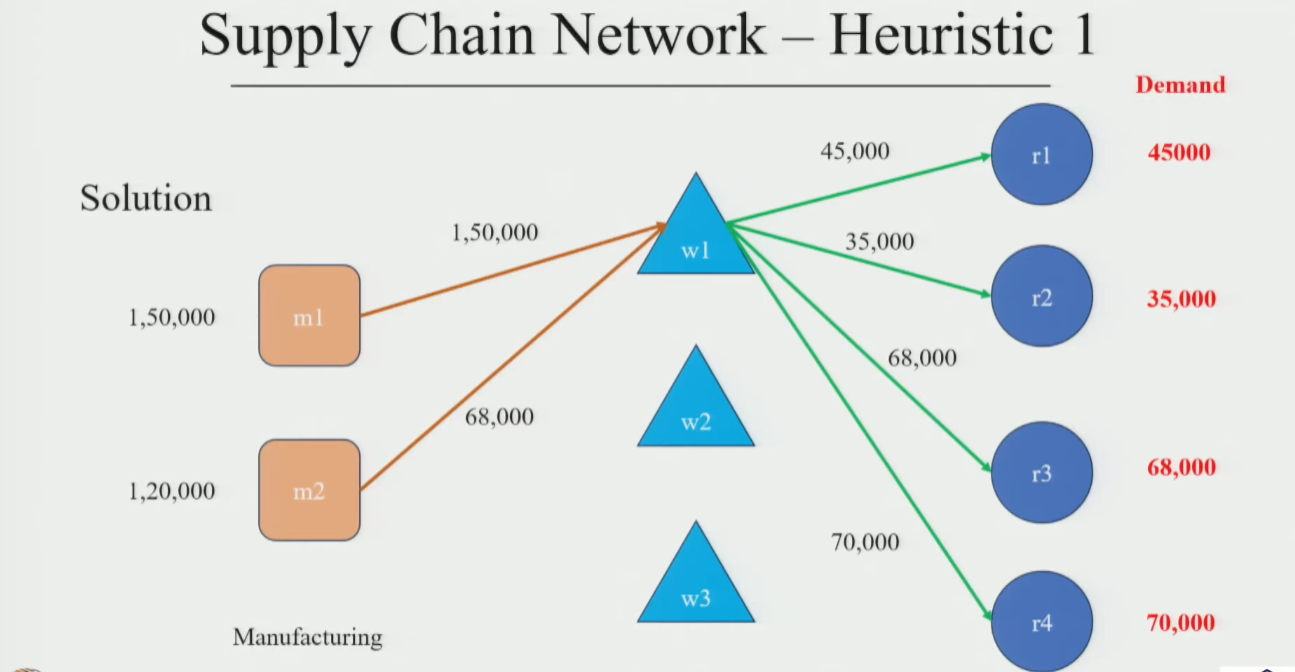 Supply Chain Network – Heuristic 1
Demand
45,000
r1
45000
Solution
1,50,000
w1
35,000
r2
35,000
1,50,000
m1
68,000
68,000
w2
r3
68,000
1,20,000
m2
70,000
w3
r4
70,000
Manufacturing